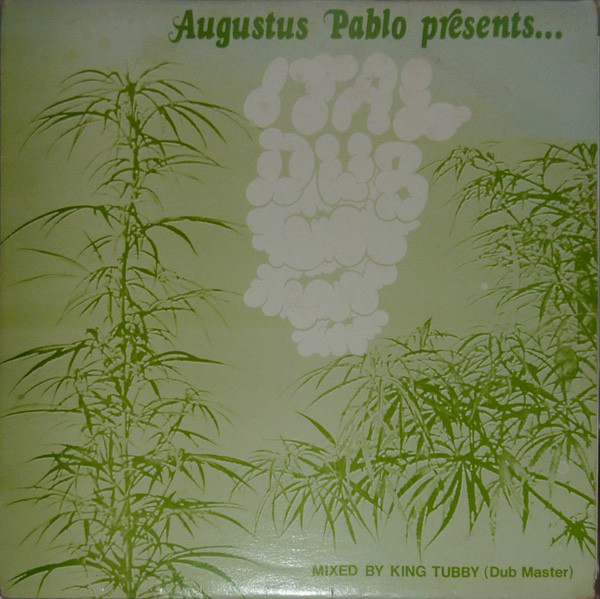 Augustus Pablo presents...
ITAL
DUB
MIXED BY KING TUBBY (Dub Master)